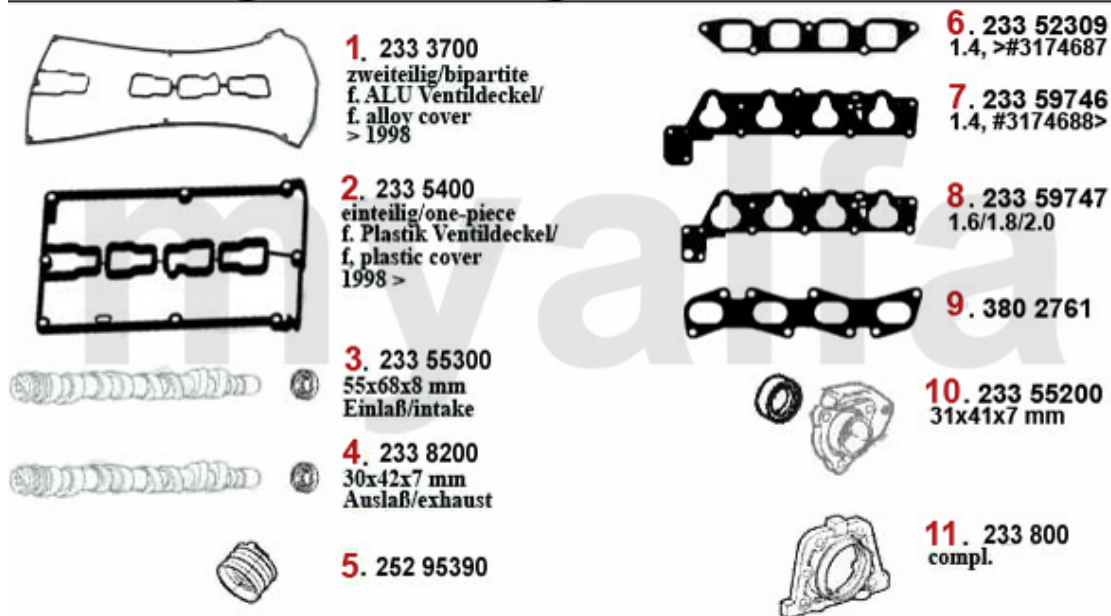 1. 233 3700
zweiteilig/bipartite
f. ALU Ventildeckel/
f. alloy cover
> 1998
2. 233 5400
einteilig/one-piece
f. Plastik Ventildeckel/
f, plastic cover
1998 >
3. 233 55300
55x68x8 mm
Einlaß/intake
4. 233 8200
30x42x7 mm
Auslaß/exhaust
5. 252 95390
6. 233 52309
1.4, >#3174687
7. 233 59746
1.4, #3174688>
8. 233 59747
1.6/1.8/2.0
9. 380 2761
10. 233 55200
31x41x7 mm
11. 233 800
compl.
myalfa